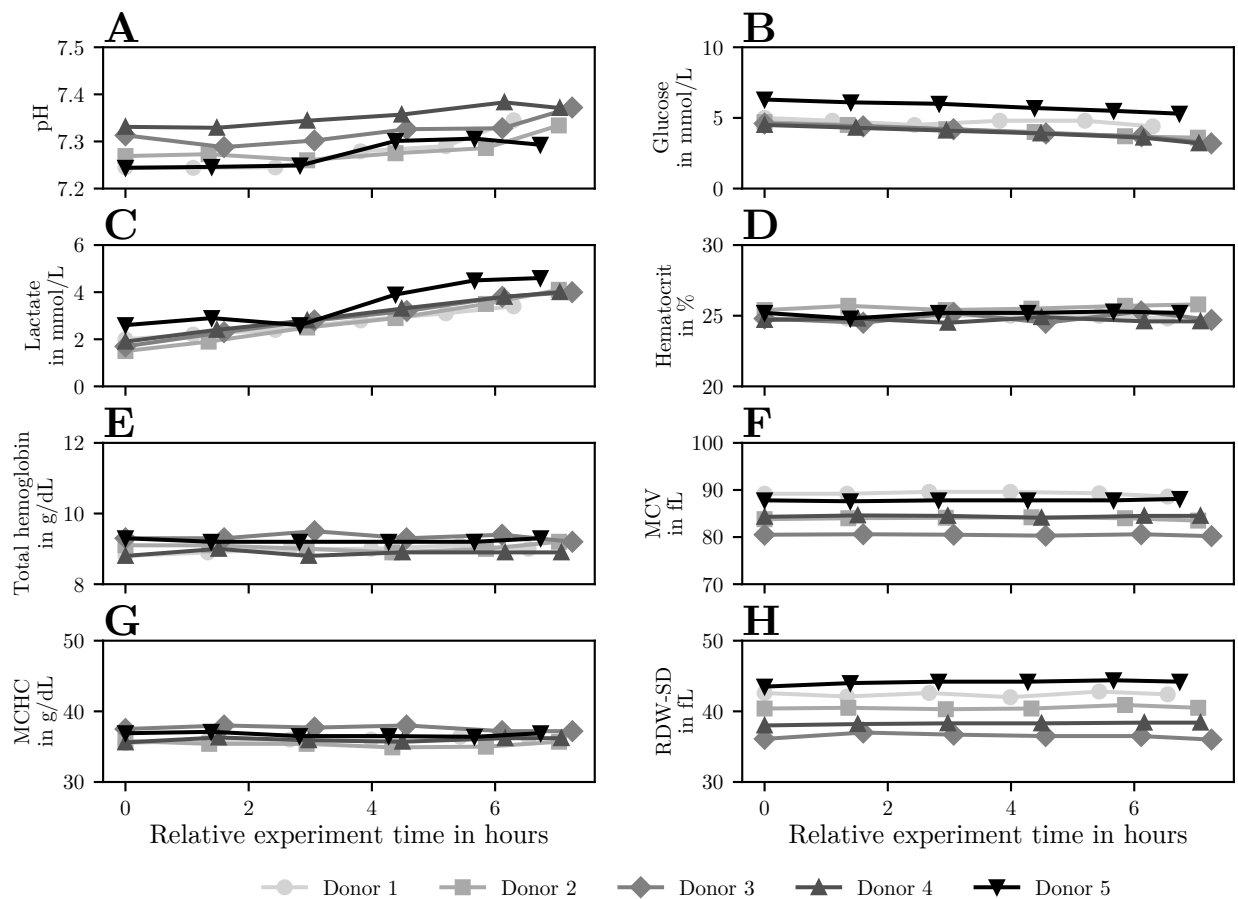 A
B
7.5
7.4
7.3
7.2
pH
10
5
0
Glucose
in mmol/L
C
D
6
4
2
0
Lactate
in mmol/L
30
25
20
Hematocrit
in %
E
F
12
10
8
Total hemoglobin
in g/dL
100
90
80
70
MCV
in fL
G
H
50
40
30
MCHC
in g/dL
50
40
30
RDW-SD
in fL
0 2 4 6
0 2 4 6
Relative experiment time in hours
Relative experiment time in hours
Donor 1 Donor 2 Donor 3 Donor 4 Donor 5